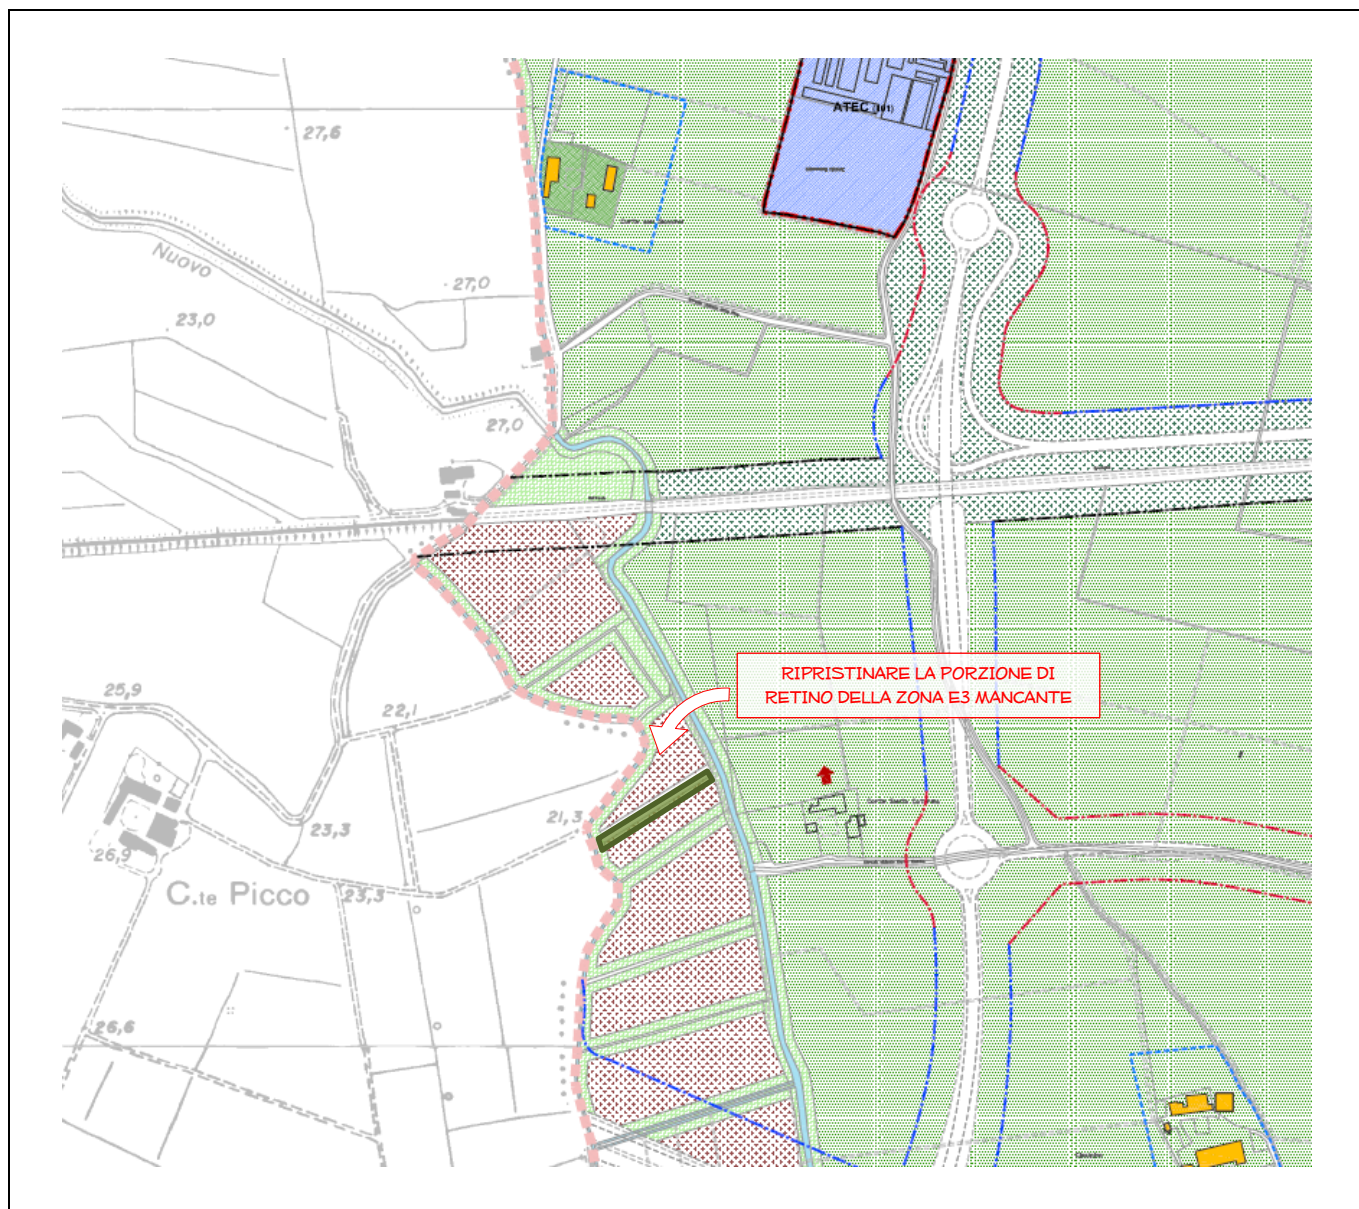 ATEC (101)
27,6
Nuovo
27,0
23,0
27,0
RIPRISTINARE LA PORZIONE DI
RETINO DELLA ZONA E3 MANCANTE
25,9
22,1
21,3
23,3
26,9
C.te Picco
23,3
26,6